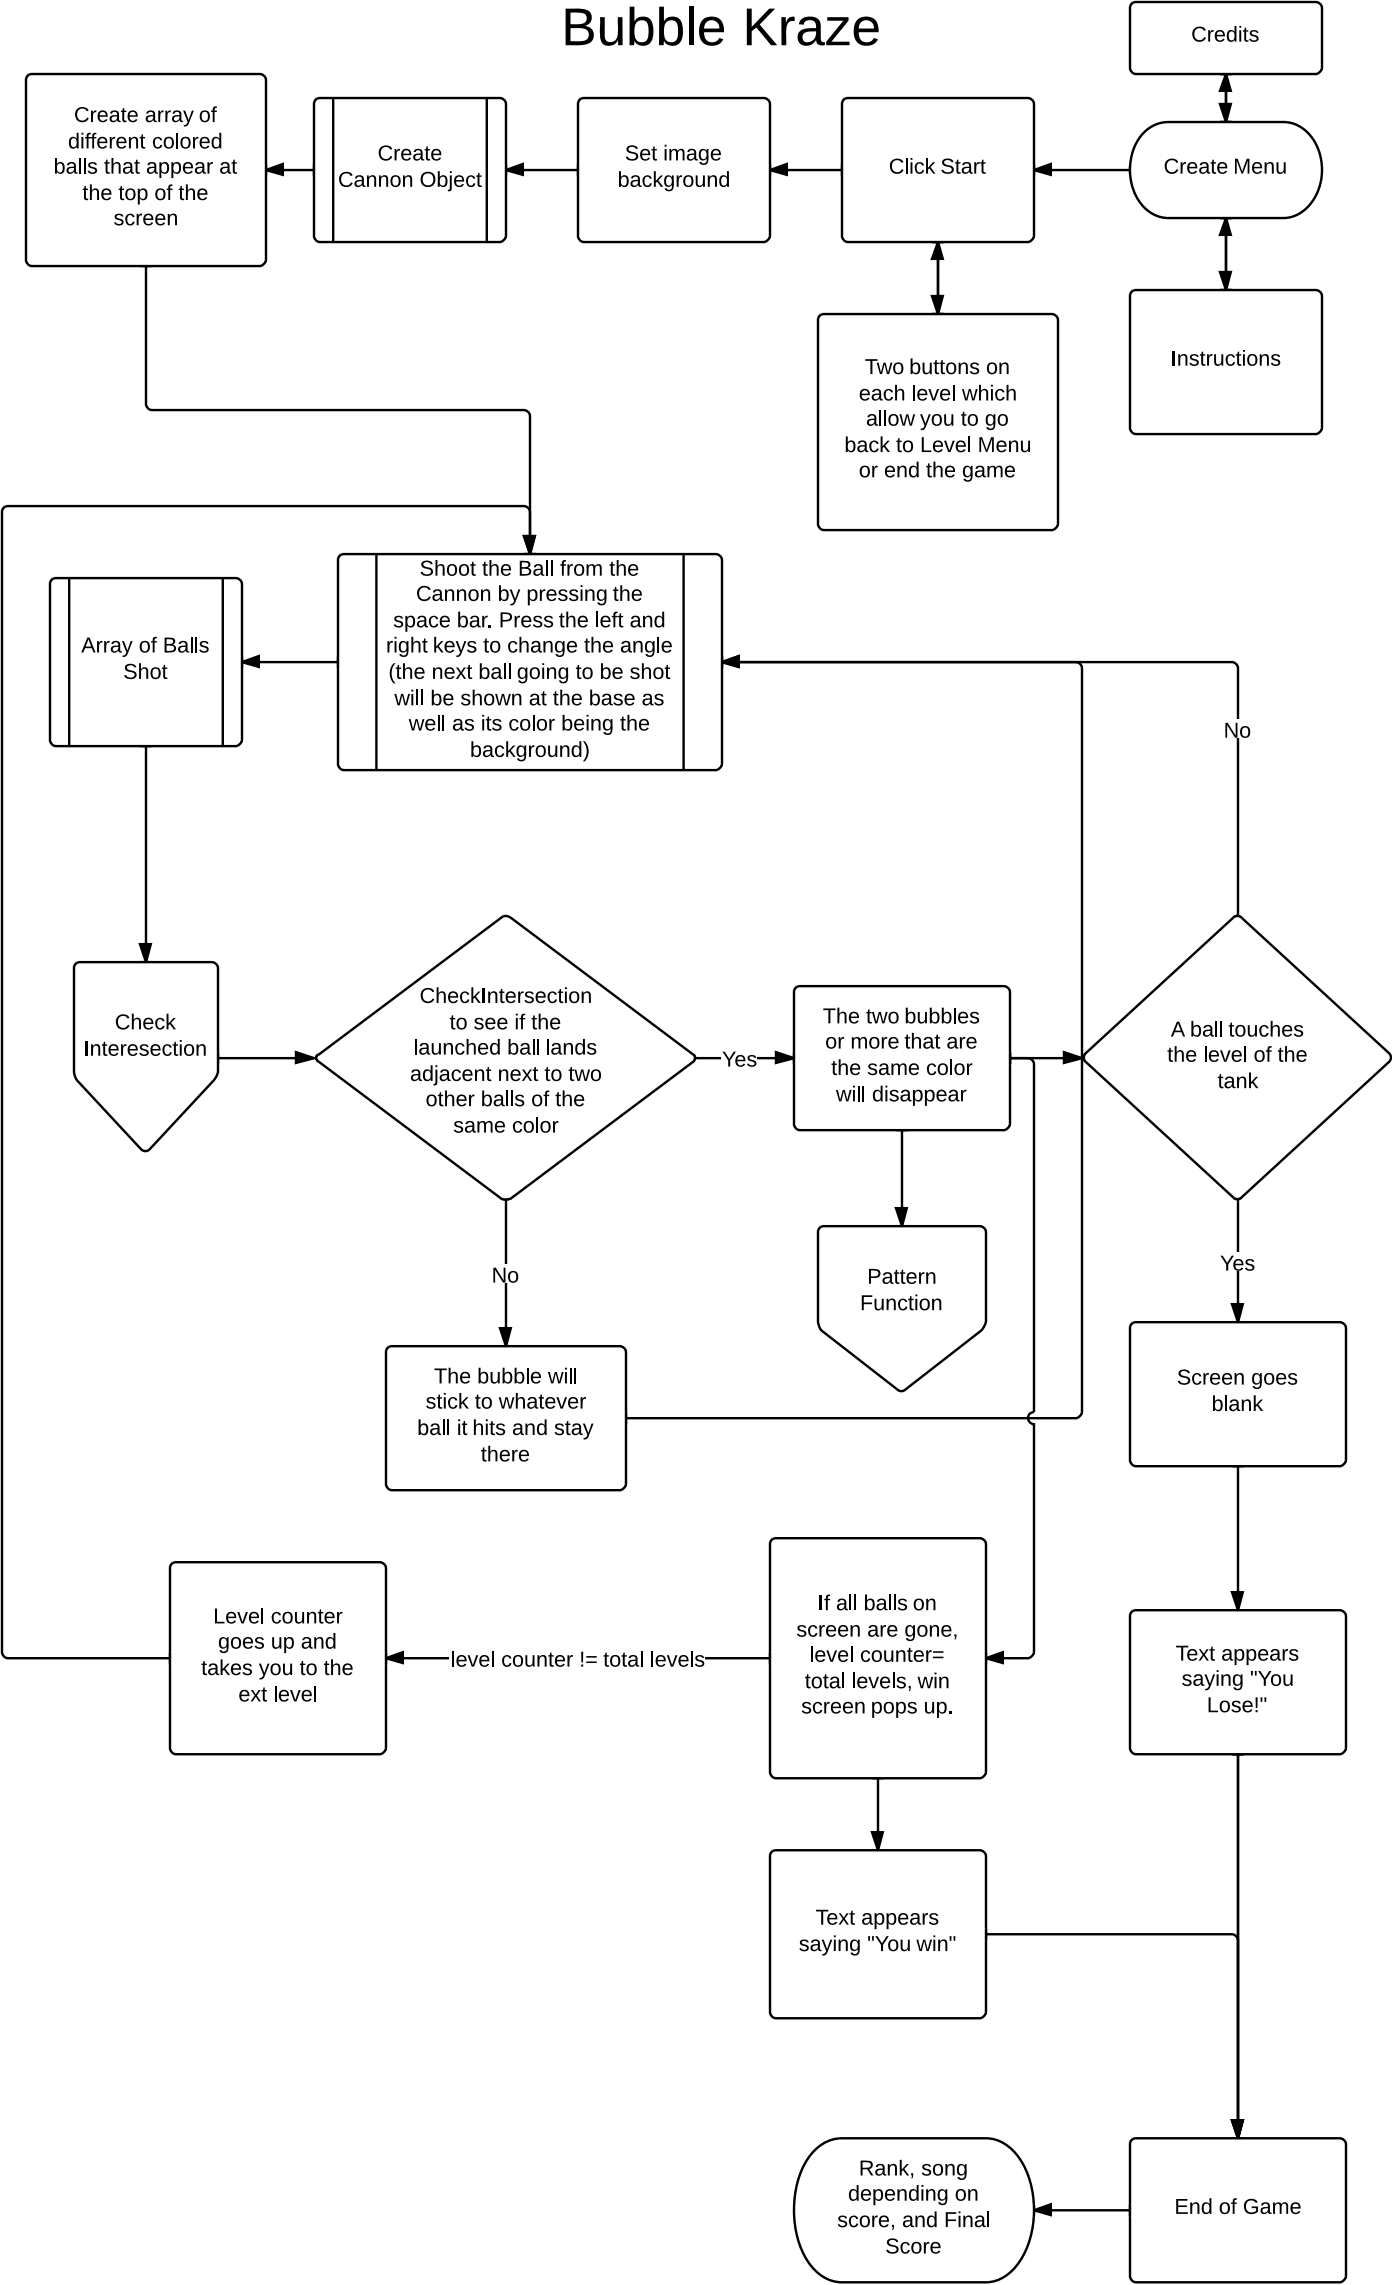 Bubble Kraze
Credits
Create Menu
Instructions
Click Start
Two buttons on
each level which
allow you to go
back to Level Menu
or end the game
Set image
background
Create
Cannon Object
Create array of
different colored
balls that appear at
the top of the
screen
Shoot the Ball from the
Cannon by pressing the
space bar. Press the left and
right keys to change the angle
(the next ball going to be shot
will be shown at the base as
well as its color being the
background)
Array of Balls
Shot
Check
Interesection
CheckIntersection
to see if the
launched ball lands
adjacent next to two
other balls of the
same color
Yes
The two bubbles
or more that are
the same color
will disappear
Pattern
Function
No
The bubble will
stick to whatever
ball it hits and stay
there
A ball touches
the level of the
tank
No
Yes
Screen goes
blank
Text appears
saying "You
Lose!"
If all balls on
screen are gone,
level counter=
total levels, win
screen pops up.
level counter != total levels
Level counter
goes up and
takes you to the
ext level
Text appears
saying "You win"
End of Game
Rank, song
depending on
score, and Final
Score